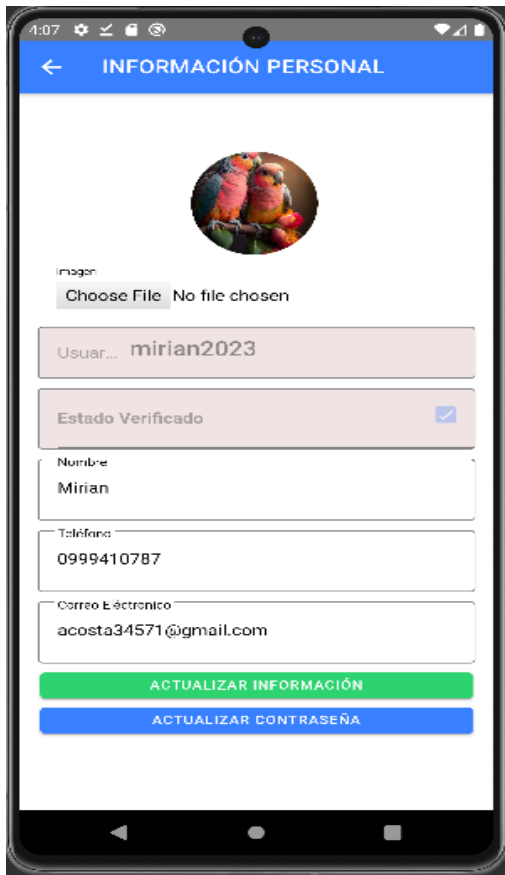 4:07
INFORMACIÓN PERSONAL
Imagen
Choose File No file chosen
Usuar... mirian2023
Estado Verificado
Nombre
Mirian
Teléfono
0999410787
Correo Eléctronico
acosta34571@gmail.com
ACTUALIZAR INFORMACIÓN
ACTUALIZAR CONTRASEÑA